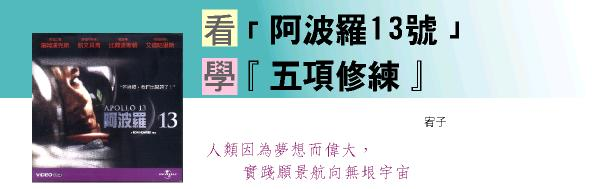 看「阿波羅13號」
學『五項修練』
宥子
人類因為夢想而偉大，
實踐願景航向無垠宇宙
APOLLO 13
阿波羅 13
VIDEO